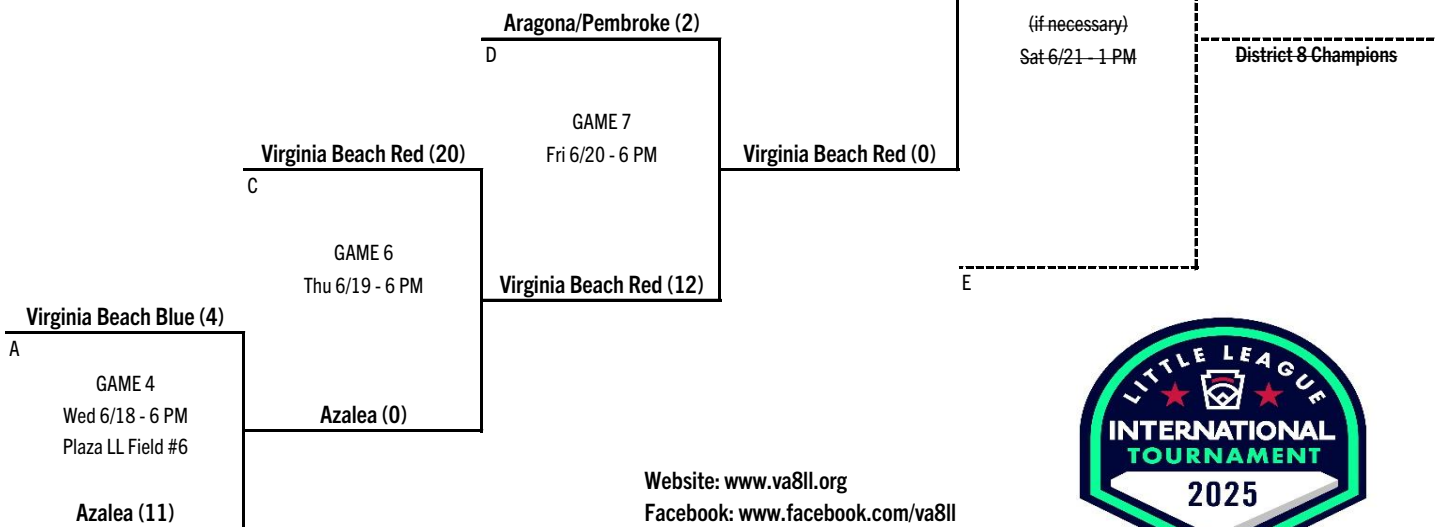 Aragona/Pembroke (2)
D
(if necessary)
Sat 6/21 - 1 PM
District 8 Champions
GAME 7
Fri 6/20 - 6 PM
Virginia Beach Red (20)
C
Virginia Beach Red (0)
GAME 6
Thu 6/19 - 6 PM
Virginia Beach Red (12)
E
Virginia Beach Blue (4)
A
GAME 4
Wed 6/18 - 6 PM
Plaza LL Field #6
Azalea (0)
Azalea (11)
Website: www.va8ll.org
Facebook: www.facebook.com/va8ll
LITTLE LEAGUE
INTERNATIONAL
TOURNAMENT
2025